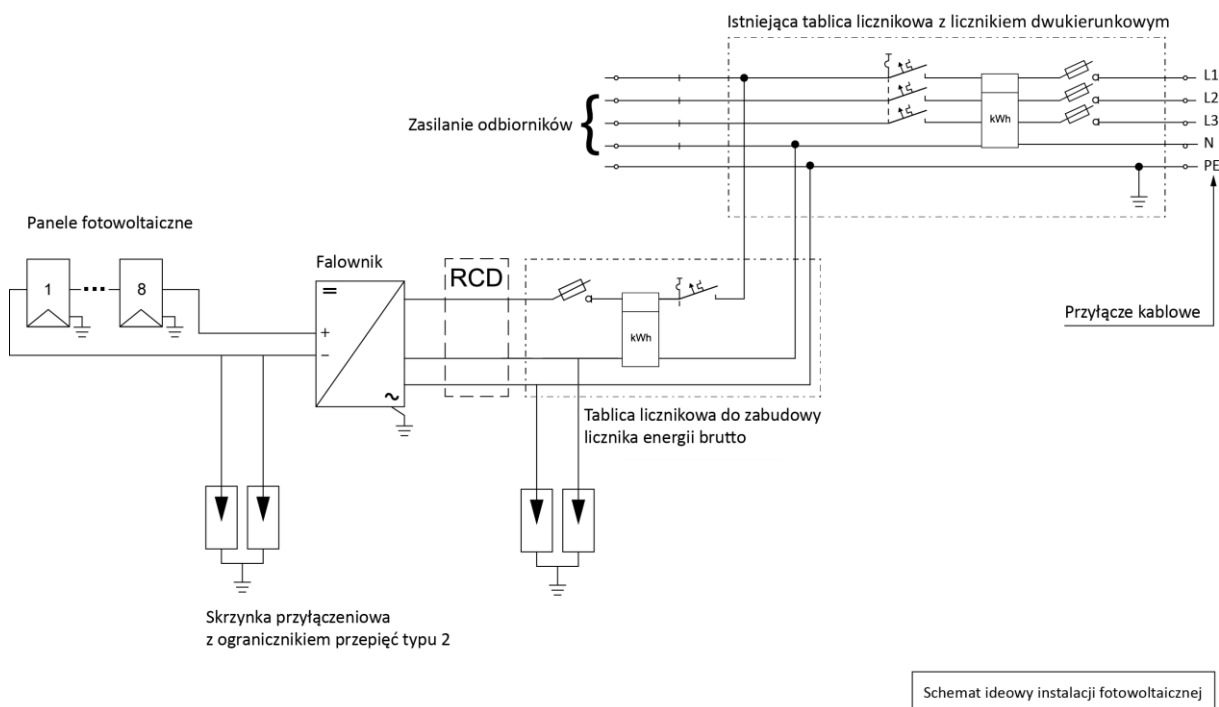 Istniejąca tablica licznikowa z licznikiem dwukierunkowym
L1
L2
L3
N
PE
kWh
Zasilanie odbiorników
Panele fotowoltaiczne
1
8
Falownik
=
+
−
~
RCD
kWh
Przyłącze kablowe
Tablica licznikowa do zabudowy
licznika energii brutto
Skrzynka przyłączeniowa
z ogranicznikiem przepięć typu 2
Schemat ideowy instalacji fotowoltaicznej